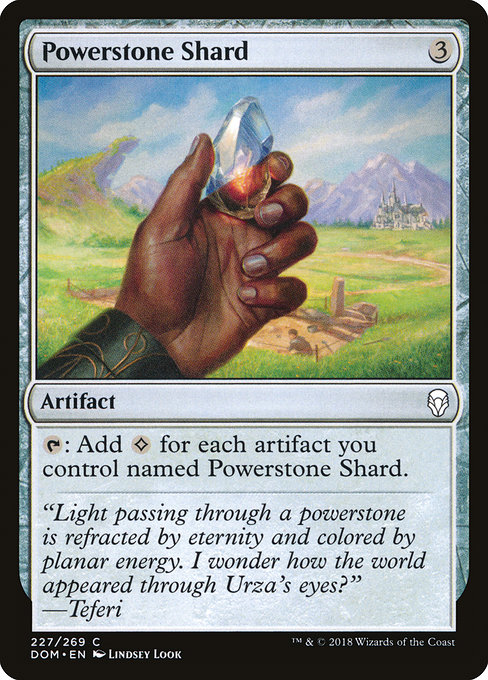 Powerstone Shard 3
Artifact
: Add for each artifact you
control named Powerstone Shard.
“Light passing through a powerstone
is refracted by eternity and colored by
planar energy. I wonder how the world
appeared through Urza’s eyes?”
—Teferi
227/269 C
DOM • EN Lindsey Look
™ & © 2018 Wizards of the Coast